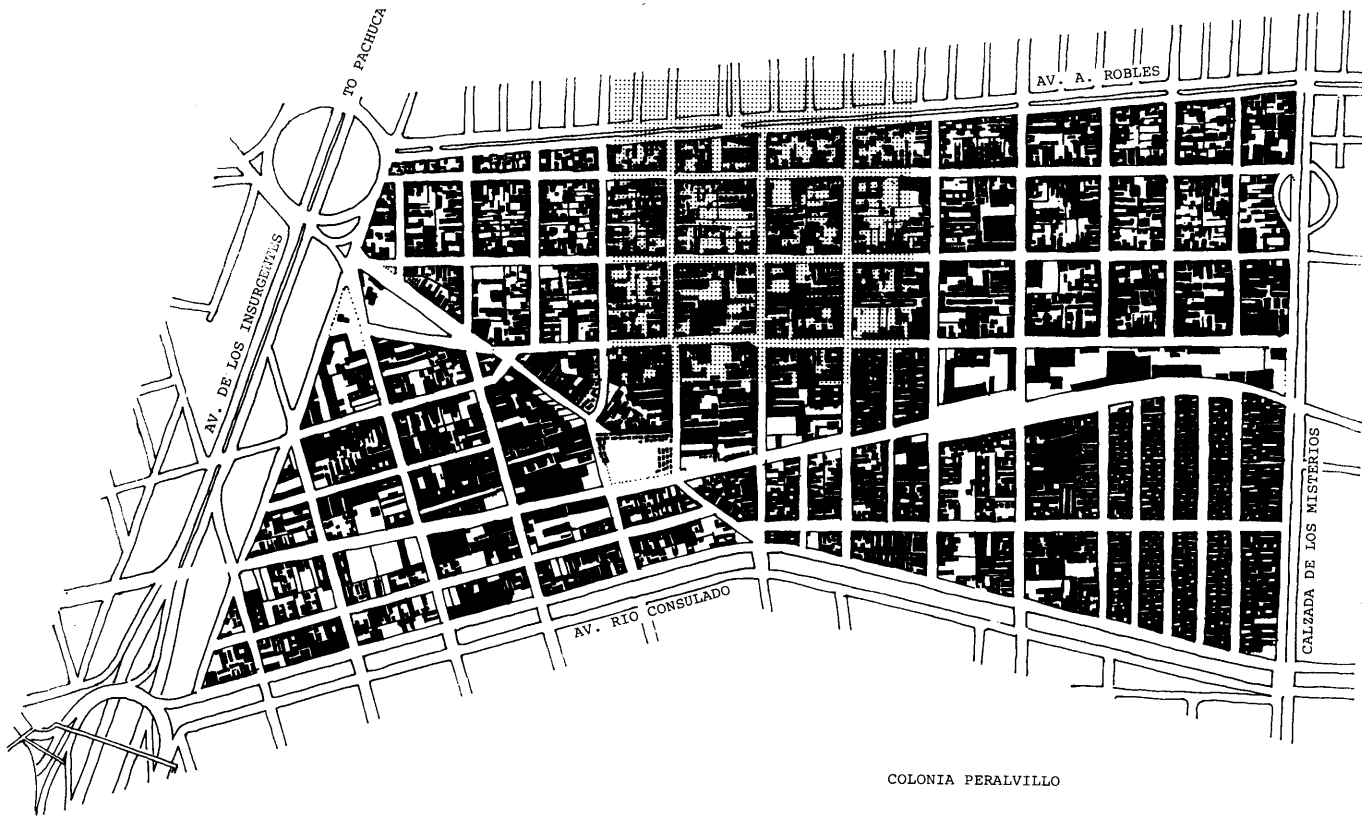 TO PACHUCA
AV. A. ROBLES
AV. DE LOS INSURGENTES
CALZADA DE LOS MISTERIOS
AV. RIO CONSULADO
COLONIA PERALVILLO